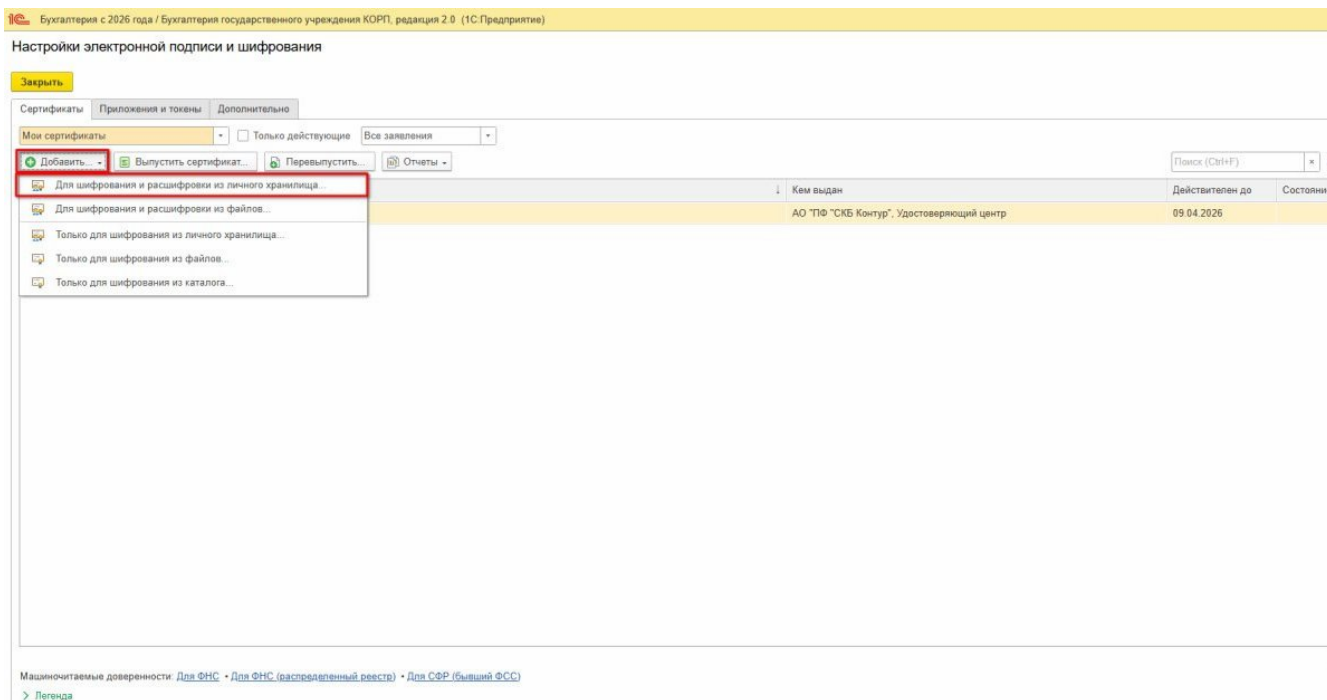 1С Бухгалтерия с 2026 года / Бухгалтерия государственного учреждения КОРП, редакция 2.0 (1С:Предприятие)
Настройки электронной подписи и шифрования
Закрыть
Сертификаты Приложения и токены Дополнительно
Мои сертификаты Только действующие Все заявления
Добавить... Выпустить сертификат... Перевыпустить... Отчеты Поиск (Ctrl+F)
Для шифрования и расшифровки из личного хранилища... Кем выдан Действителен до Состояни
Для шифрования и расшифровки из файлов... АО "ПФ "СКБ Контур", Удостоверяющий центр 09.04.2026
Только для шифрования из личного хранилища...
Только для шифрования из файлов...
Только для шифрования из каталога...
Машиночитаемые доверенности: Для ФНС • Для ФНС (распределенный реестр) • Для СФР (бывший ФСС)
> Легенда